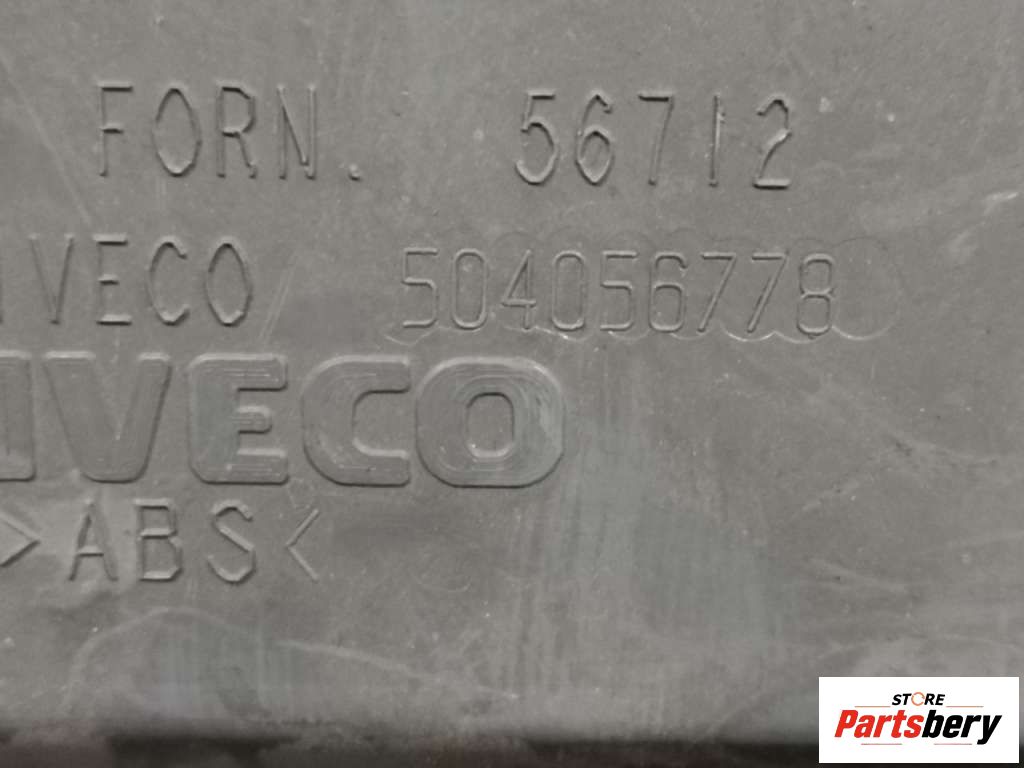 FORN. 56712
IVECO 504056778
IVECO
>ABS<
STORE
Partsbery